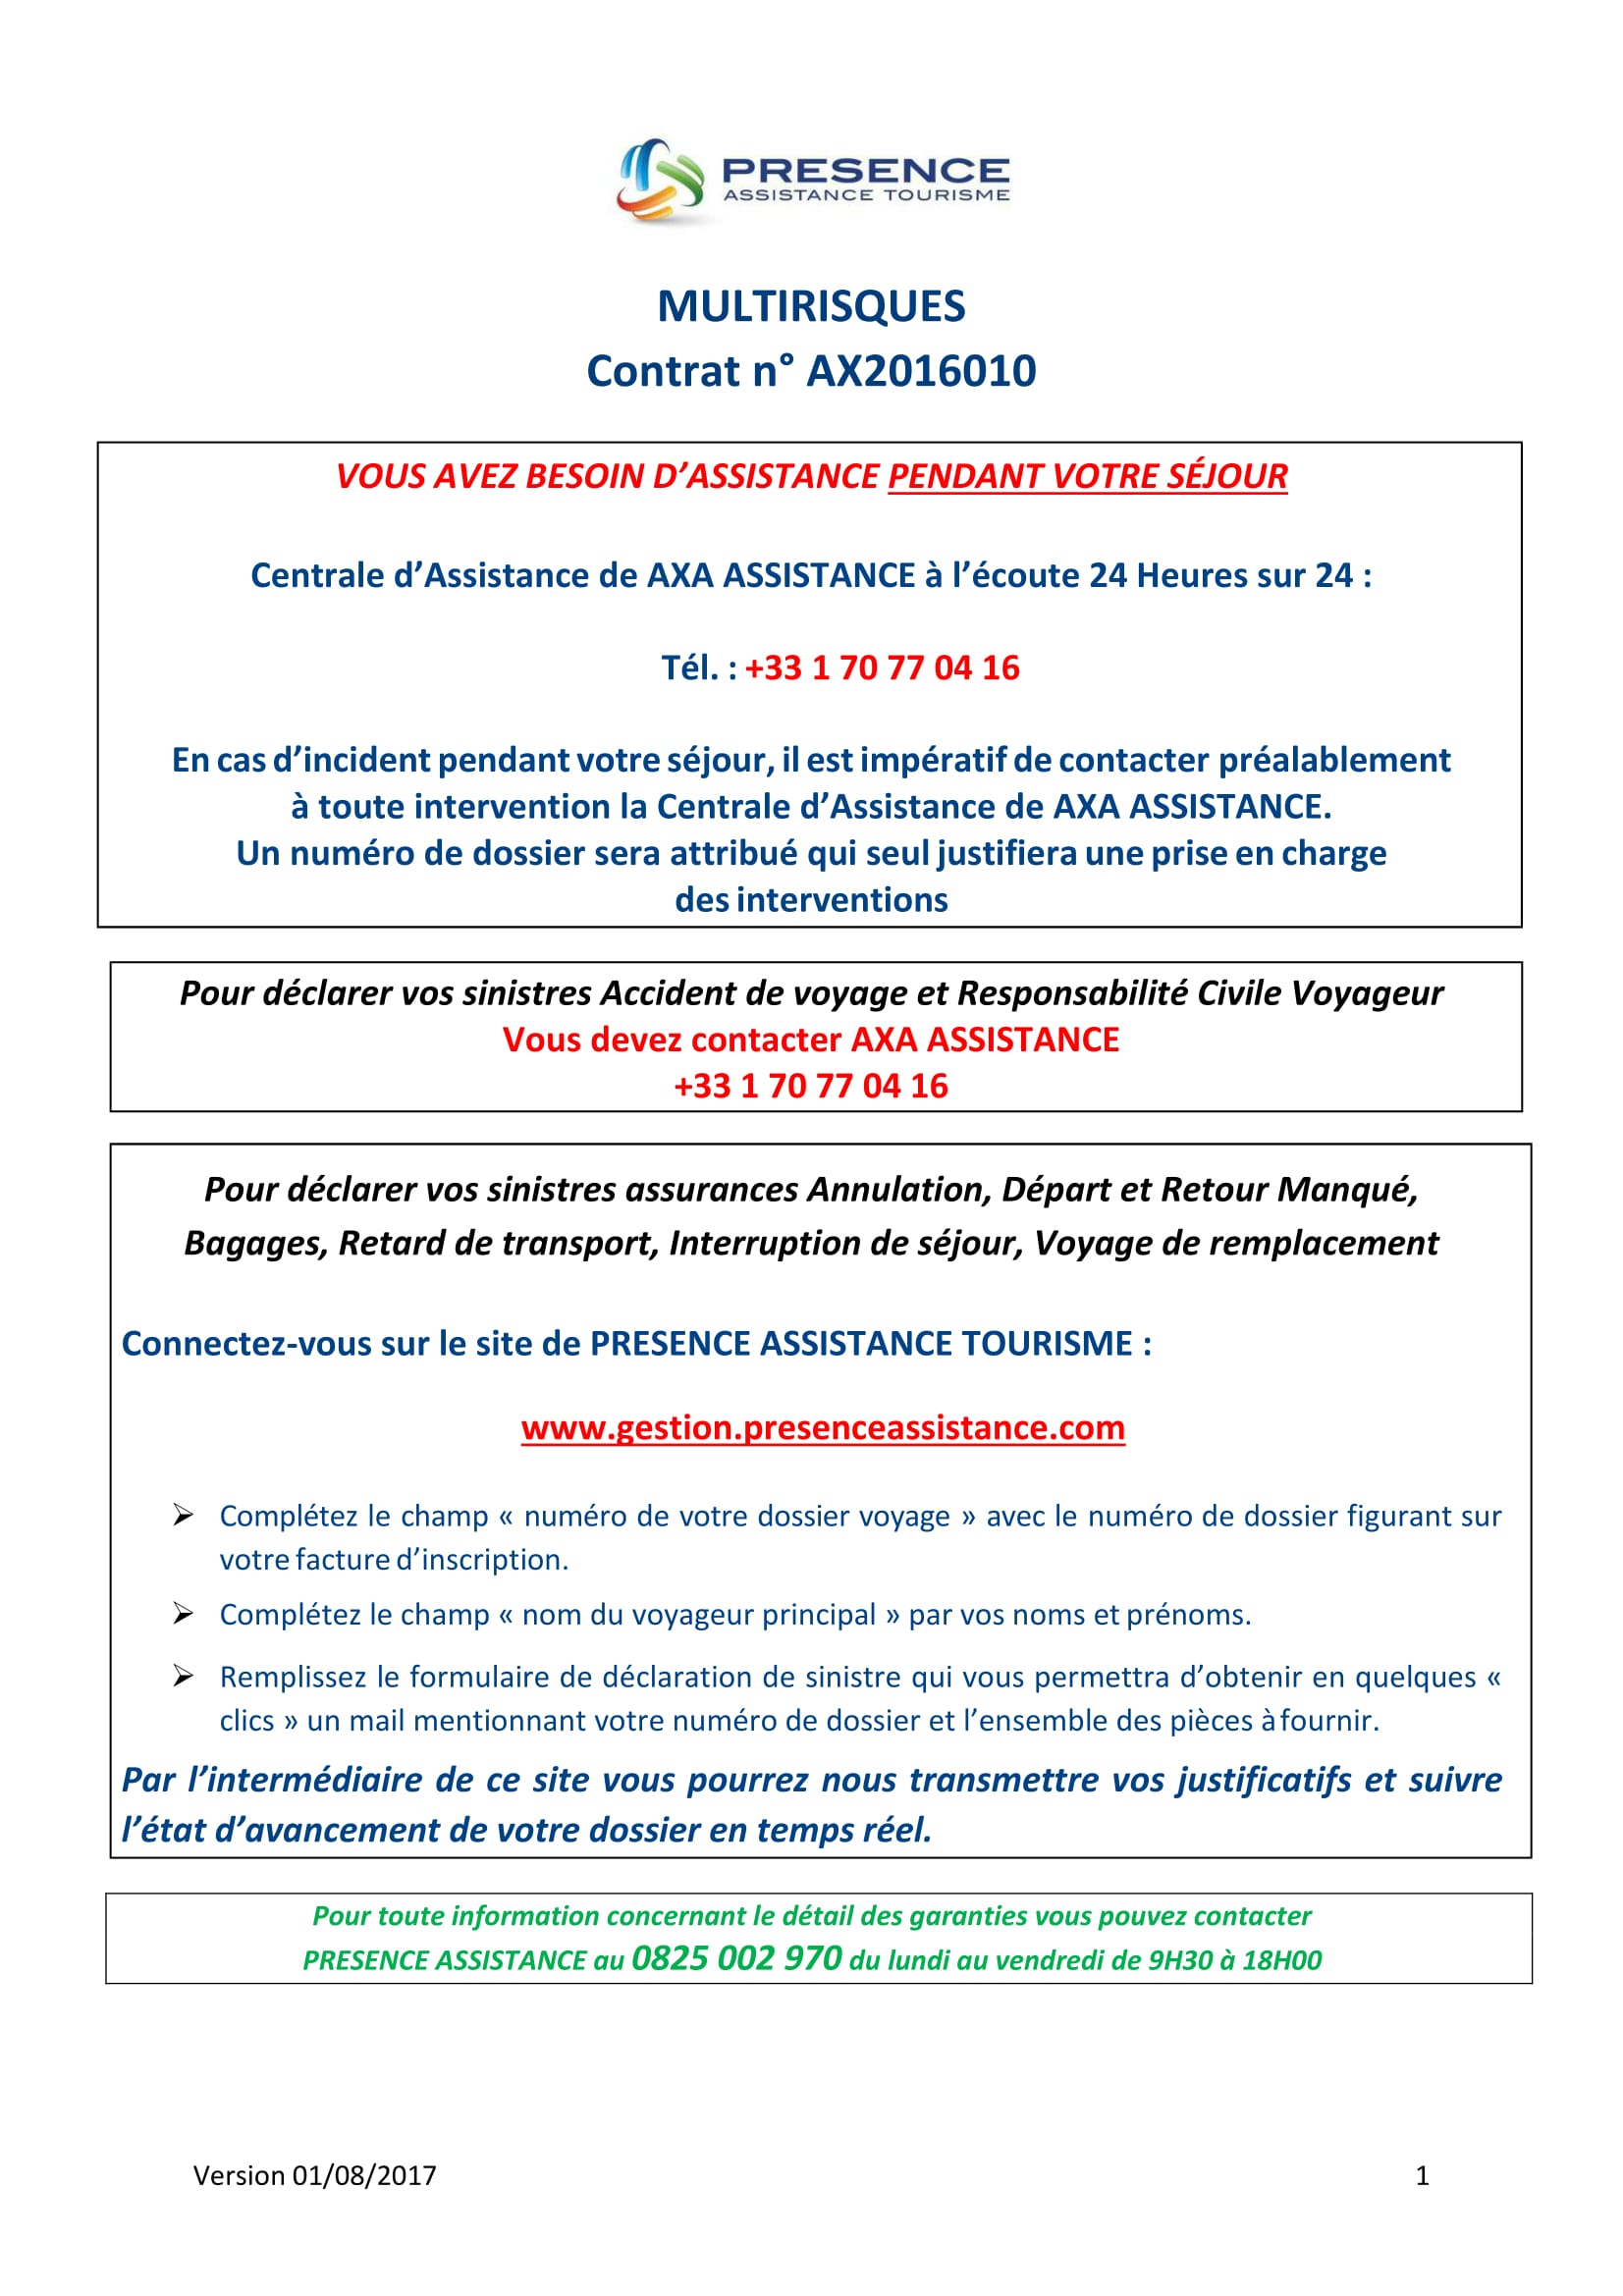 PRESENCE
ASSISTANCE TOURISME
MULTIRISQUES
Contrat n° AX2016010
VOUS AVEZ BESOIN D’ASSISTANCE PENDANT VOTRE SÉJOUR
Centrale d’Assistance de AXA ASSISTANCE à l’écoute 24 Heures sur 24 :
Tél. : +33 1 70 77 04 16
En cas d’incident pendant votre séjour, il est impératif de contacter préalablement
à toute intervention la Centrale d’Assistance de AXA ASSISTANCE.
Un numéro de dossier sera attribué qui seul justifiera une prise en charge
des interventions
Pour déclarer vos sinistres Accident de voyage et Responsabilité Civile Voyageur
Vous devez contacter AXA ASSISTANCE
+33 1 70 77 04 16
Pour déclarer vos sinistres assurances Annulation, Départ et Retour Manqué,
Bagages, Retard de transport, Interruption de séjour, Voyage de remplacement
Connectez-vous sur le site de PRESENCE ASSISTANCE TOURISME :
www.gestion.presenceassistance.com
➢ Complétez le champ « numéro de votre dossier voyage » avec le numéro de dossier figurant sur
votre facture d’inscription.
➢ Complétez le champ « nom du voyageur principal » par vos noms et prénoms.
➢ Remplissez le formulaire de déclaration de sinistre qui vous permettra d’obtenir en quelques «
clics » un mail mentionnant votre numéro de dossier et l’ensemble des pièces à fournir.
Par l’intermédiaire de ce site vous pourrez nous transmettre vos justificatifs et suivre
l’état d’avancement de votre dossier en temps réel.
Pour toute information concernant le détail des garanties vous pouvez contacter
PRESENCE ASSISTANCE au 0825 002 970 du lundi au vendredi de 9H30 à 18H00
Version 01/08/2017 1